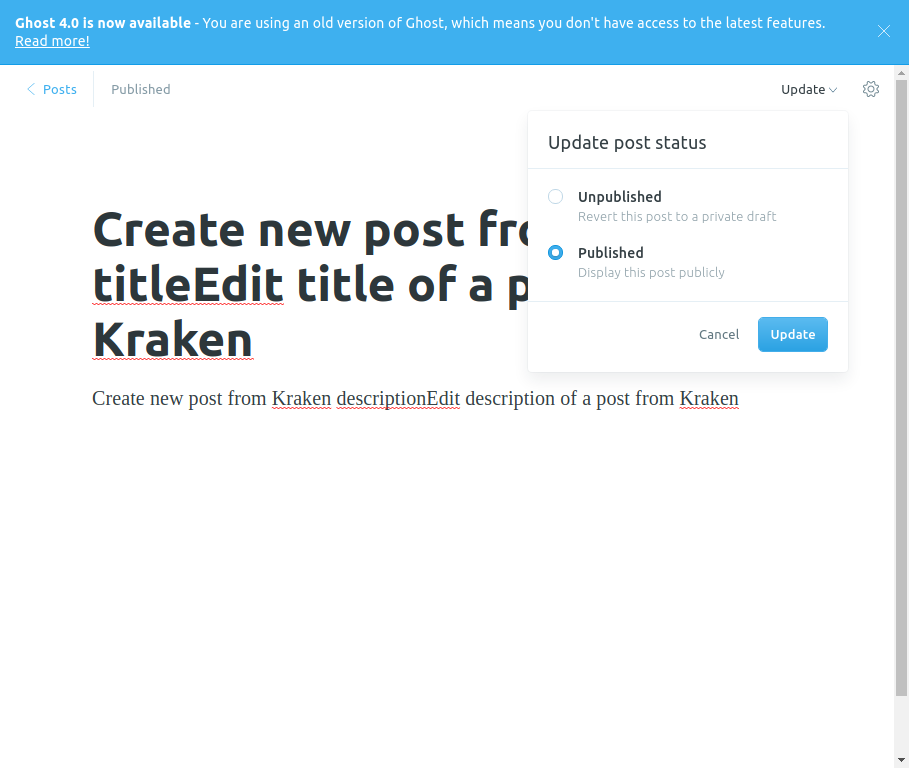 Ghost 4.0 is now available - You are using an old version of Ghost, which means you don't have access to the latest features.
Read more!
Posts
Published
Update
Update post status
Unpublished
Revert this post to a private draft
Published
Display this post publicly
Cancel
Update
Create new post fro
titleEdit title of a p
Kraken
Create new post from Kraken descriptionEdit description of a post from Kraken